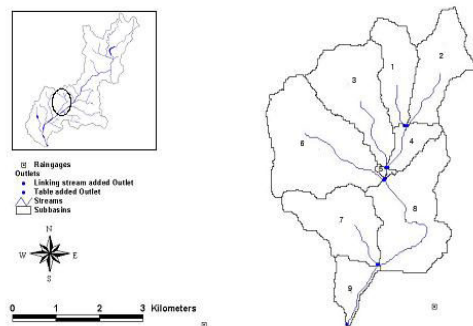 Raingages
Outlets
Linking stream added Outlet
Table added Outlet
Streams
Subbasins
N
W E
S
0 1 2 3 Kilometers
1
2
3
4
5
6
7
8
9